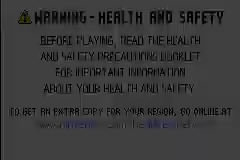 ⚠WARNING-HEALTH AND SAFETY
BEFORE PLAYING, READ THE HEALTH
AND SAFETY PRECAUTIONS BOOKLET
FOR IMPORTANT INFORMATION
ABOUT YOUR HEALTH AND SAFETY.
TO GET AN EXTRA COPY FOR YOUR REGION, GO ONLINE AT